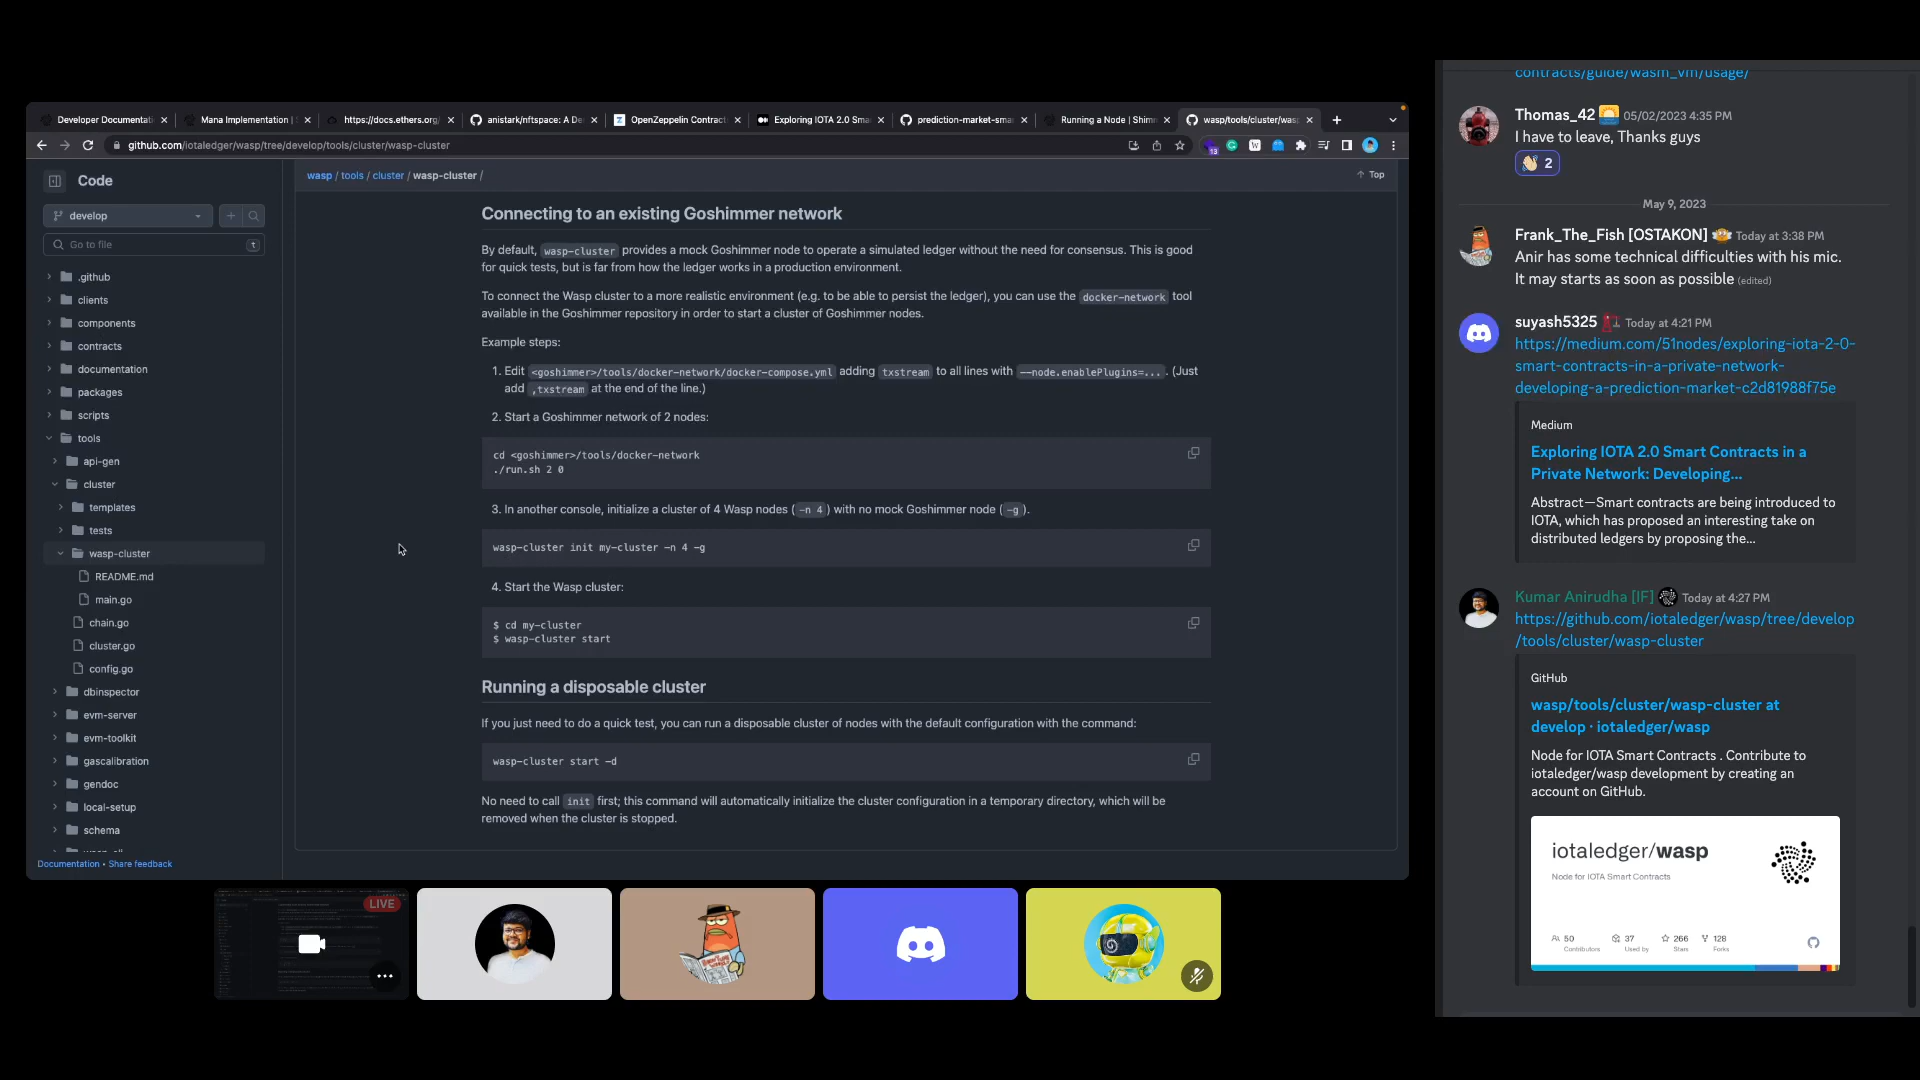 Developer Documentati
Mana Implementation |
https://docs.ethers.org/
anistark/nftspace: A De
OpenZeppelin Contract
Exploring IOTA 2.0 Sma
prediction-market-sma
Running a Node | Shim
wasp/tools/cluster/wasp
github.com/iotaledger/wasp/tree/develop/tools/cluster/wasp-cluster
13
Code
develop
Go to file
t
.github
clients
components
contracts
documentation
packages
scripts
tools
api-gen
cluster
templates
tests
wasp-cluster
README.md
main.go
chain.go
cluster.go
config.go
dbinspector
evm-server
evm-toolkit
gascalibration
gendoc
local-setup
schema
Documentation • Share feedback
wasp / tools / cluster / wasp-cluster /
Top
Connecting to an existing Goshimmer network
By default, wasp-cluster provides a mock Goshimmer node to operate a simulated ledger without the need for consensus. This is good
for quick tests, but is far from how the ledger works in a production environment.
To connect the Wasp cluster to a more realistic environment (e.g. to be able to persist the ledger), you can use the docker-network tool
available in the Goshimmer repository in order to start a cluster of Goshimmer nodes.
Example steps:
1. Edit <goshimmer>/tools/docker-network/docker-compose.yml adding txstream to all lines with --node.enablePlugins=... . (Just
add ,txstream at the end of the line.)
2. Start a Goshimmer network of 2 nodes:
cd <goshimmer>/tools/docker-network
./run.sh 2 0
3. In another console, initialize a cluster of 4 Wasp nodes ( -n 4 ) with no mock Goshimmer node ( -g ).
wasp-cluster init my-cluster -n 4 -g
4. Start the Wasp cluster:
$ cd my-cluster
$ wasp-cluster start
Running a disposable cluster
If you just need to do a quick test, you can run a disposable cluster of nodes with the default configuration with the command:
wasp-cluster start -d
No need to call init first; this command will automatically initialize the cluster configuration in a temporary directory, which will be
removed when the cluster is stopped.
LIVE
contracts/guide/wasm_vm/usage/
Thomas_42 05/02/2023 4:35 PM
I have to leave, Thanks guys
2
May 9, 2023
Frank_The_Fish [OSTAKON] Today at 3:38 PM
Anir has some technical difficulties with his mic.
It may starts as soon as possible (edited)
suyash5325 Today at 4:21 PM
https://medium.com/51nodes/exploring-iota-2-0-
smart-contracts-in-a-private-network-
developing-a-prediction-market-c2d81988f75e
Medium
Exploring IOTA 2.0 Smart Contracts in a
Private Network: Developing...
Abstract—Smart contracts are being introduced to
IOTA, which has proposed an interesting take on
distributed ledgers by proposing the...
Kumar Anirudha [IF] Today at 4:27 PM
https://github.com/iotaledger/wasp/tree/develop
/tools/cluster/wasp-cluster
GitHub
wasp/tools/cluster/wasp-cluster at
develop · iotaledger/wasp
Node for IOTA Smart Contracts . Contribute to
iotaledger/wasp development by creating an
account on GitHub.
iotaledger/wasp
Node for IOTA Smart Contracts
50 Contributors
37 Used by
266 Stars
128 Forks